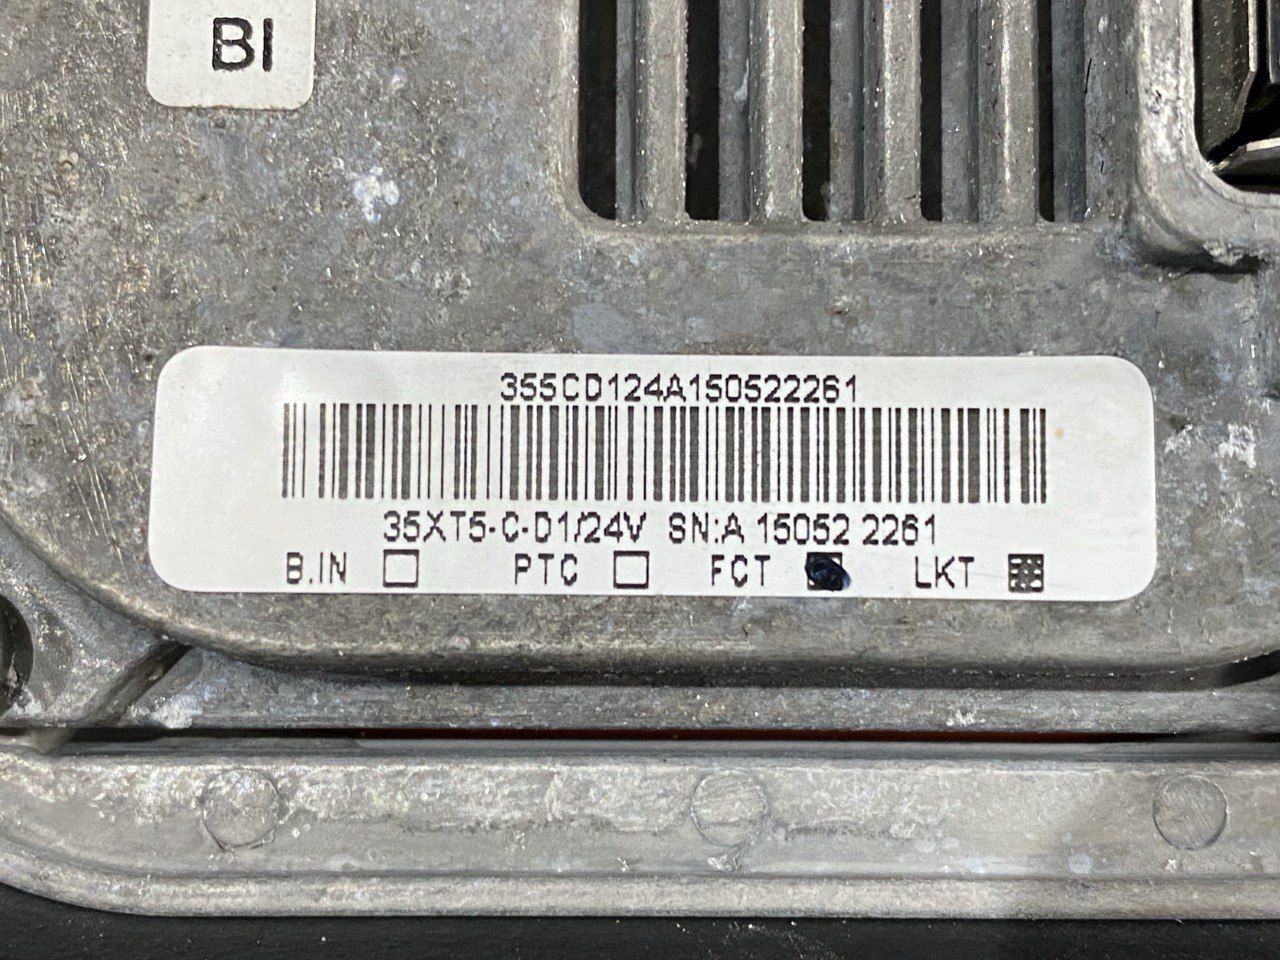 BI
355CD124A150522261
35XT5-C-D1/24V SN:A 15052 2261
B.IN PTC FCT LKT